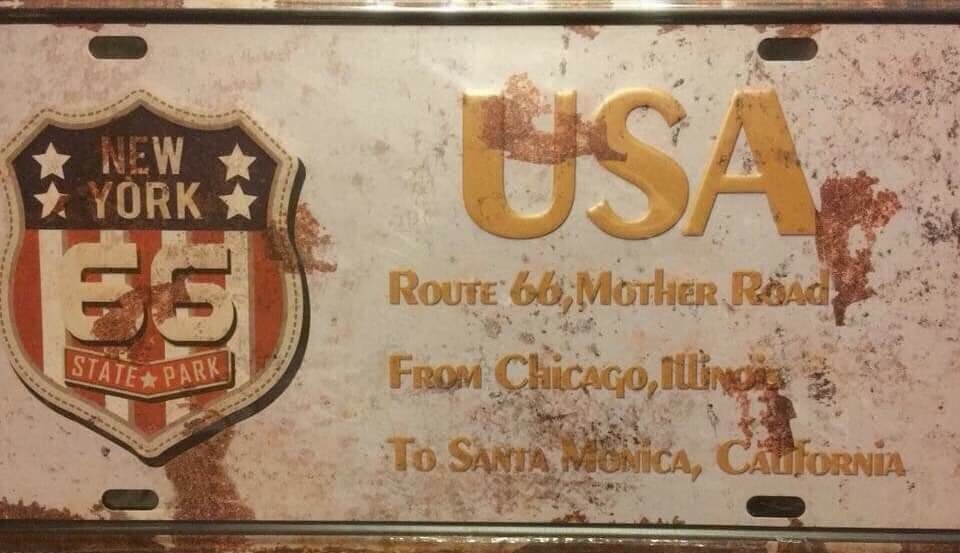 NEW
YORK
66
STATE★PARK
USA
ROUTE 66, MOTHER ROAD
FROM CHICAGO, ILLINOIS
TO SANTA MONICA, CALIFORNIA